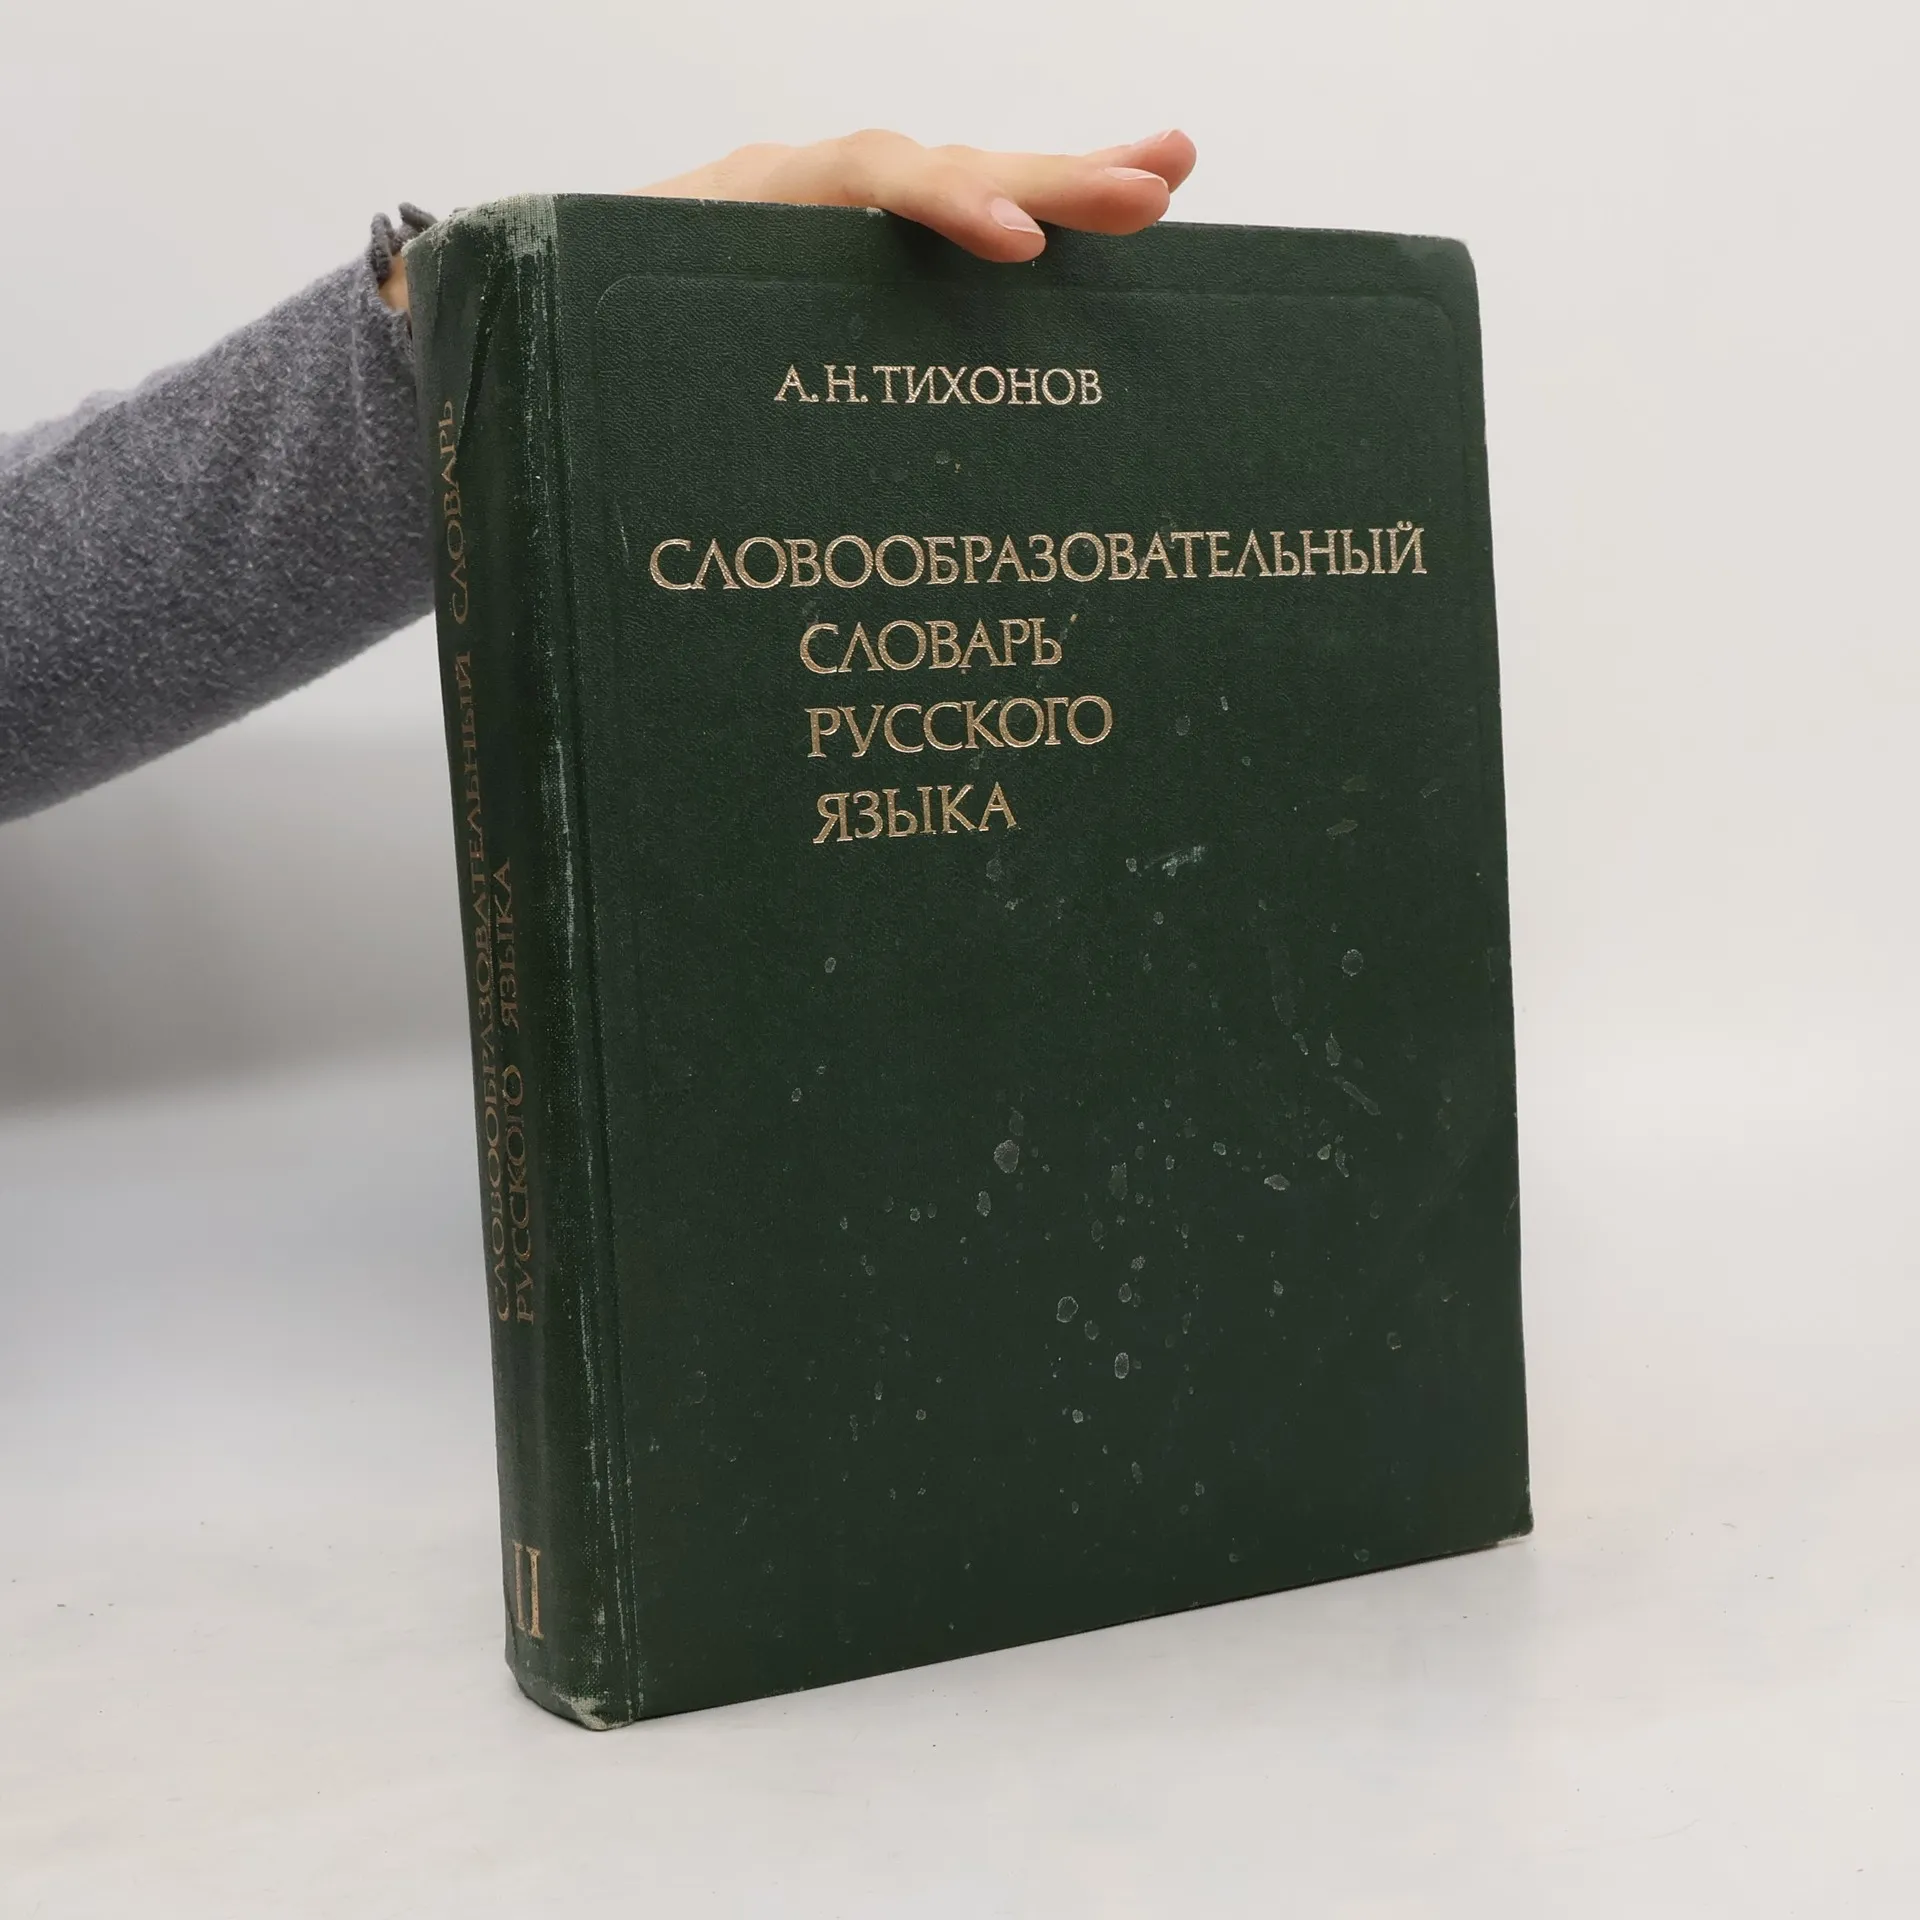 А. Н. ТИХОНОВ
СЛОВООБРАЗОВАТЕЛЬНЫЙ
СЛОВАРЬ
РУССКОГО
ЯЗЫКА
СЛОВООБРАЗОВАТЕЛЬНЫЙ СЛОВАРЬ
РУССКОГО ЯЗЫКА
II